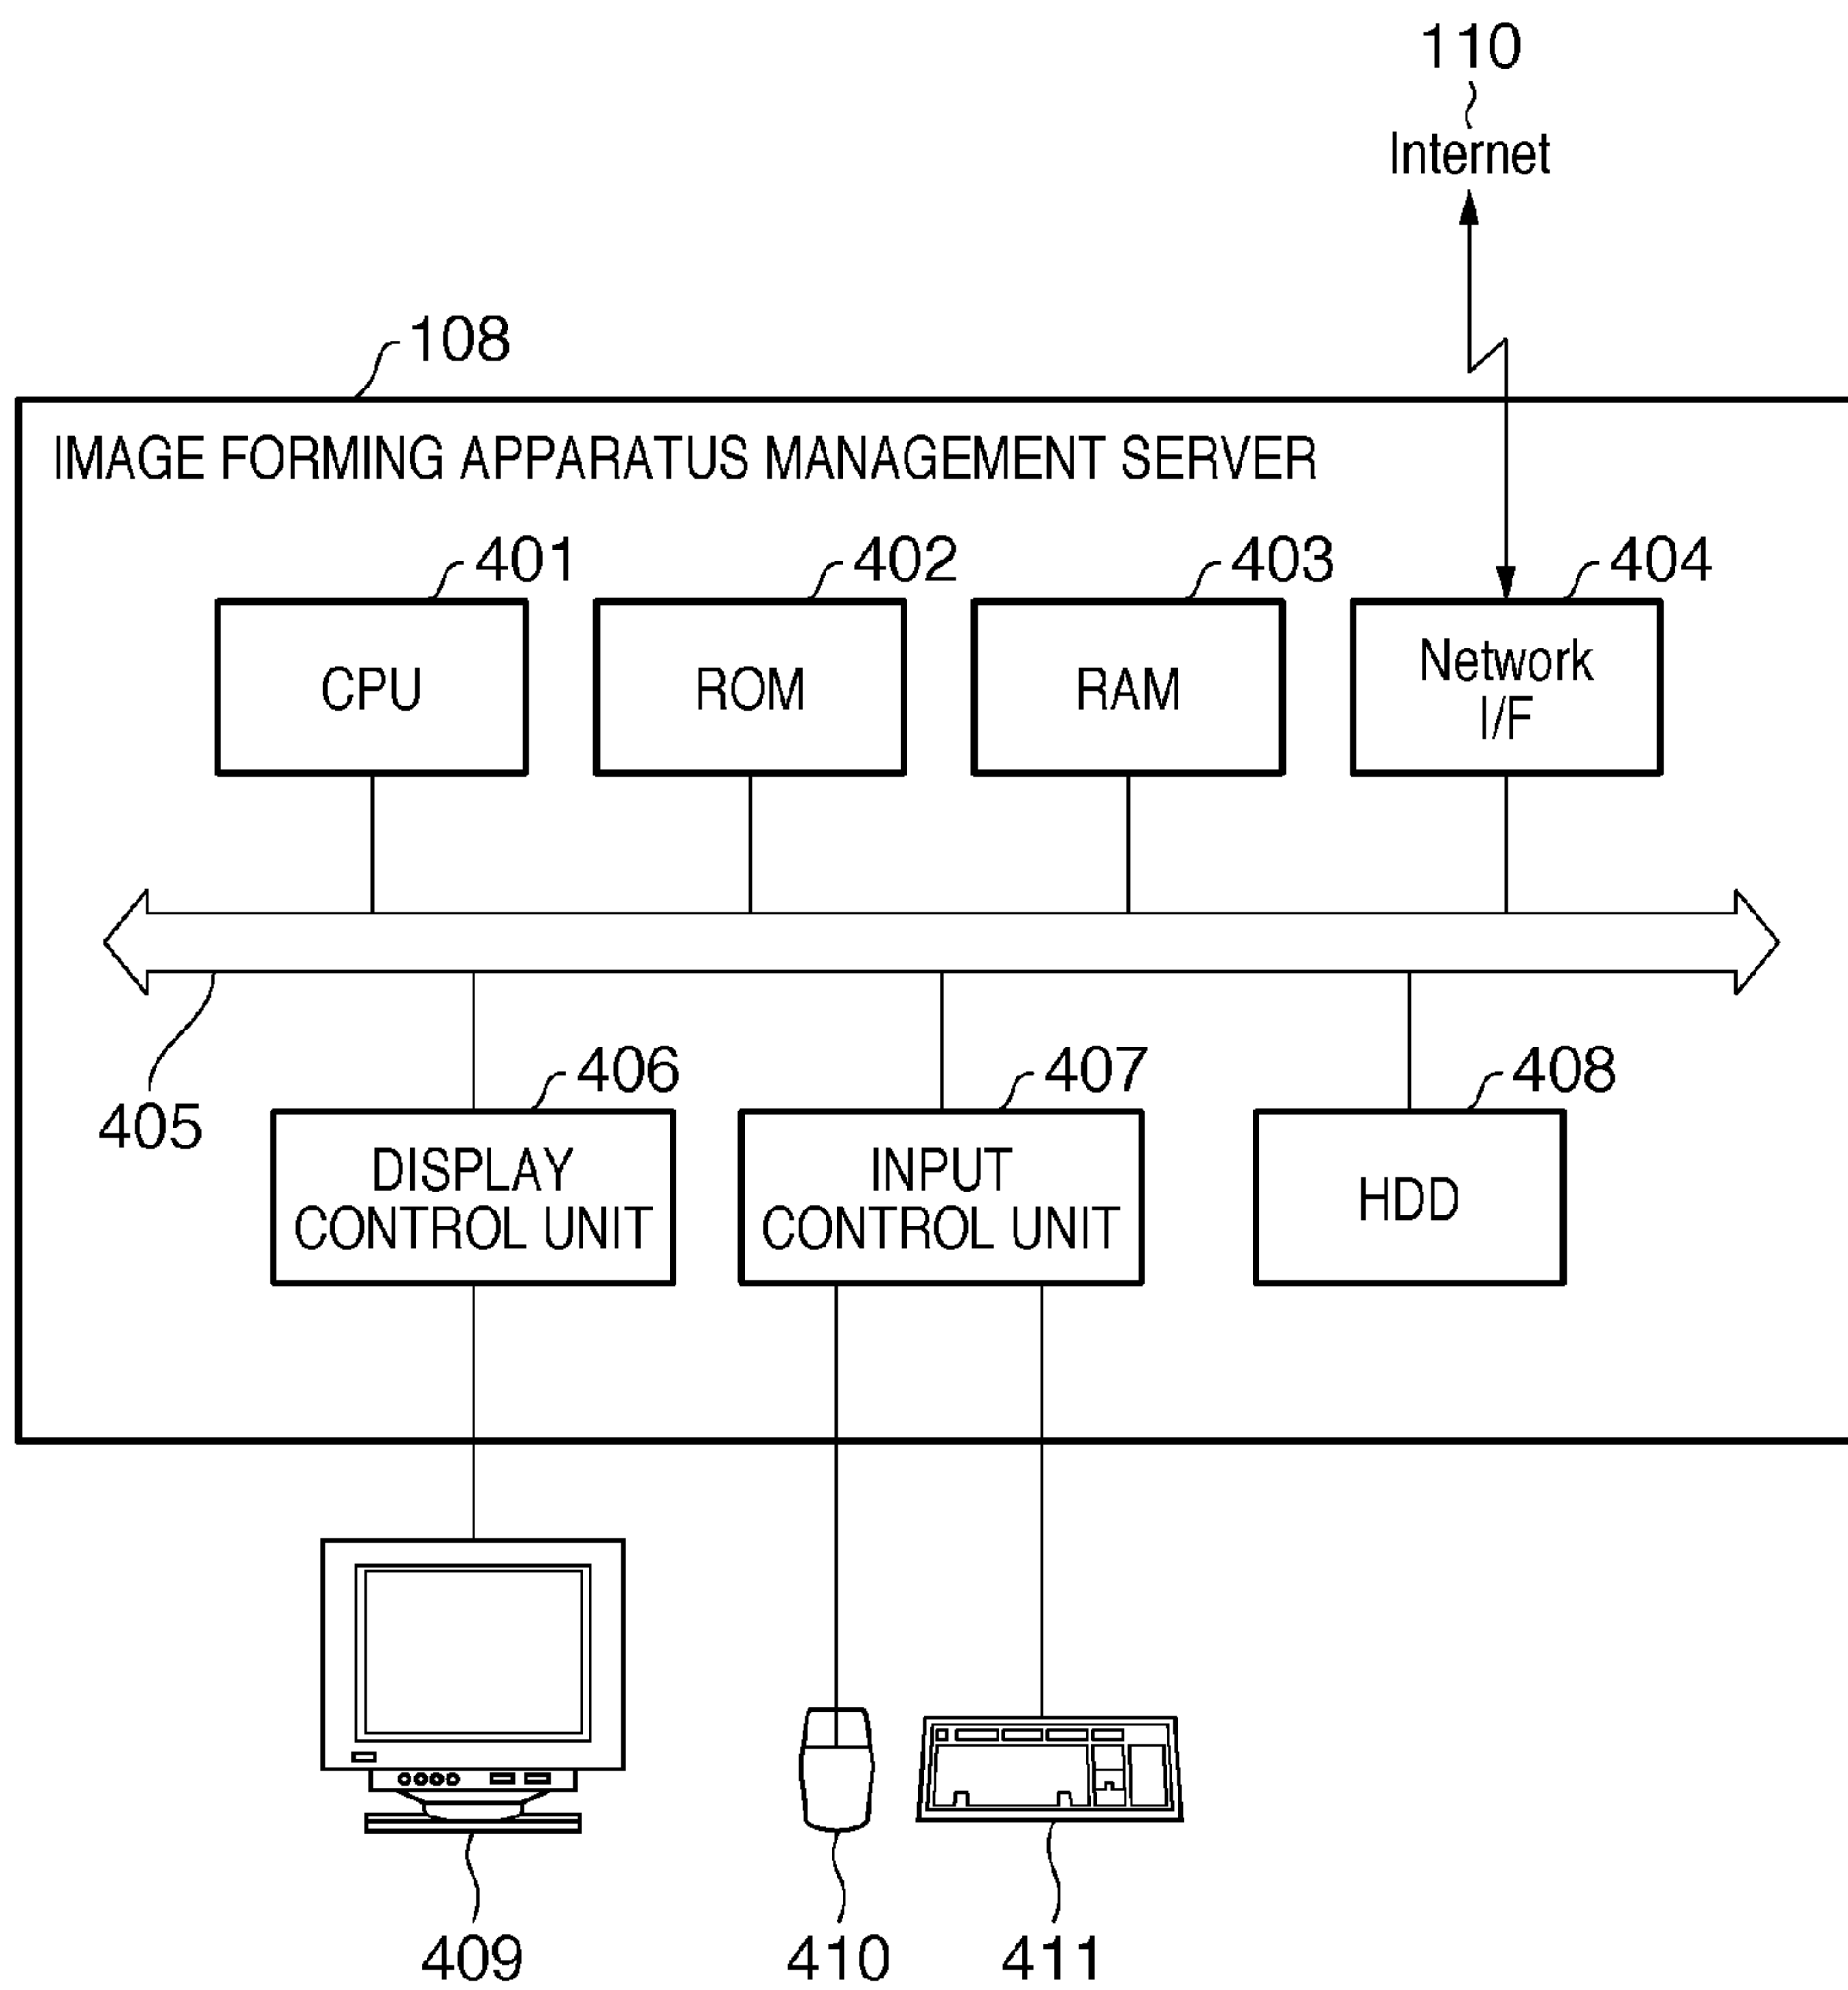 110
Internet
108
IMAGE FORMING APPARATUS MANAGEMENT SERVER
401
402
403
404
CPU
ROM
RAM
Network
I/F
405
406
407
408
DISPLAY
CONTROL UNIT
INPUT
CONTROL UNIT
HDD
409
410
411